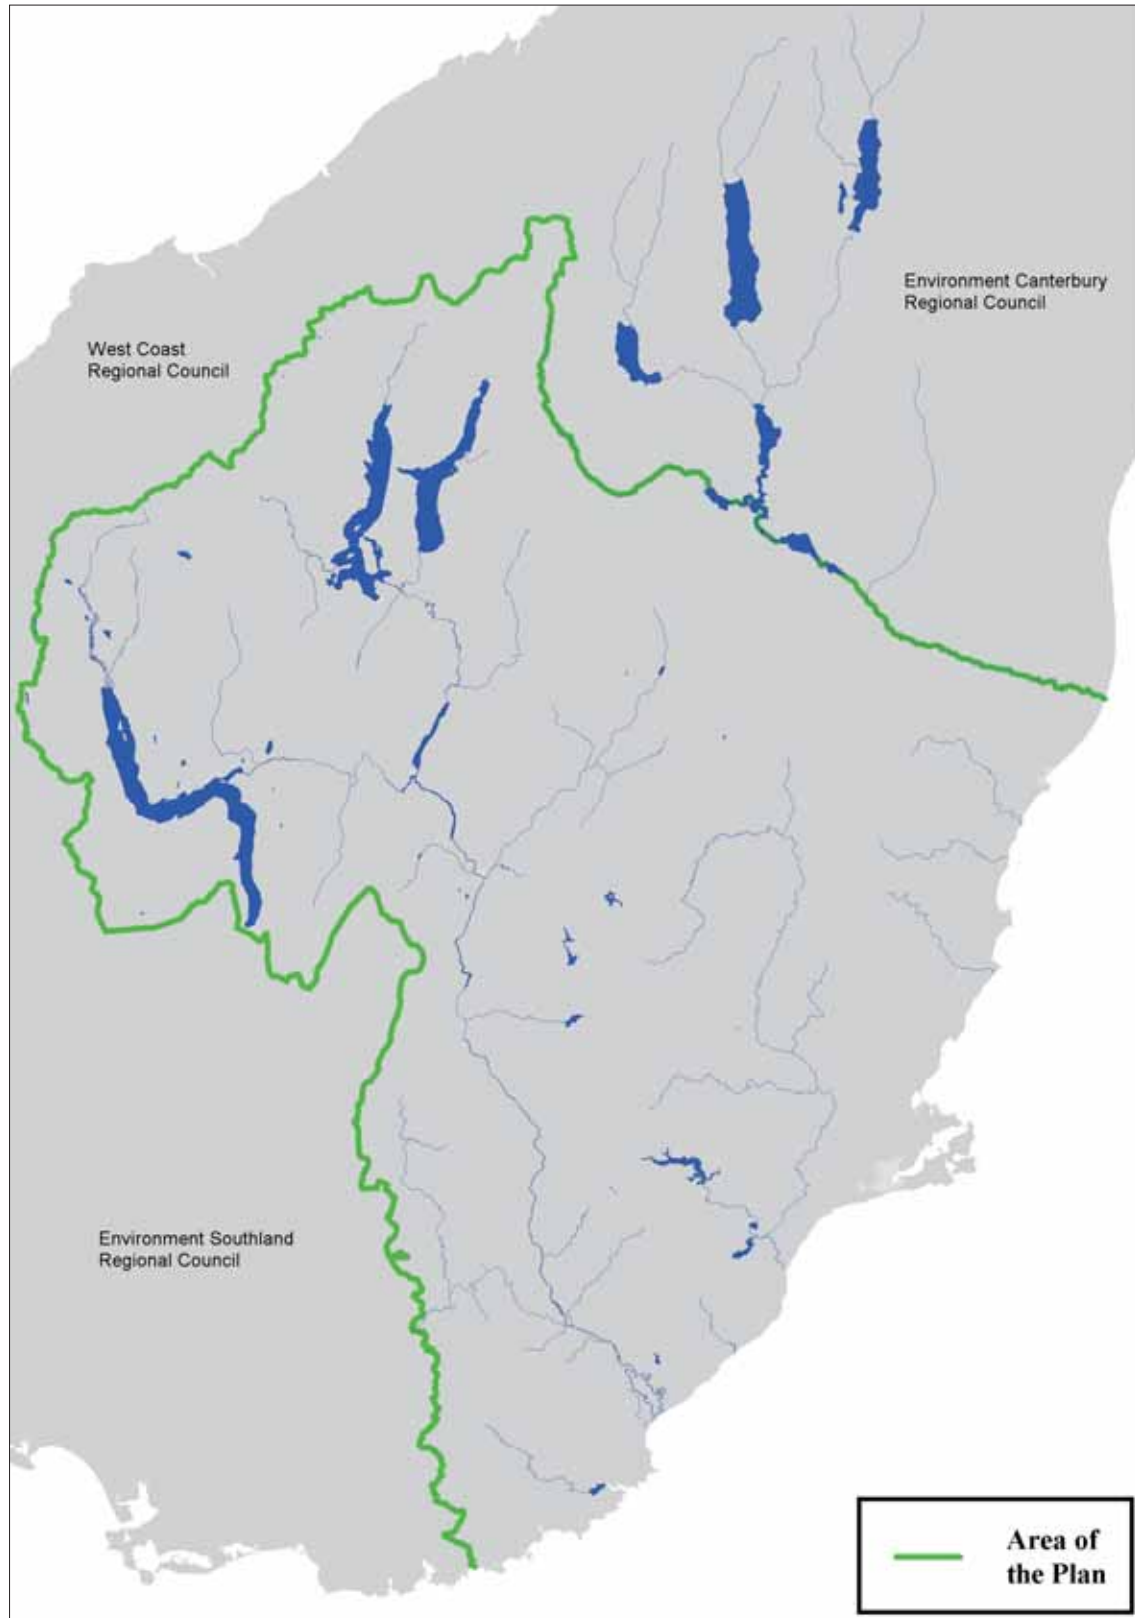 Environment Canterbury
Regional Council
West Coast
Regional Council
Environment Southland
Regional Council
Area of
the Plan